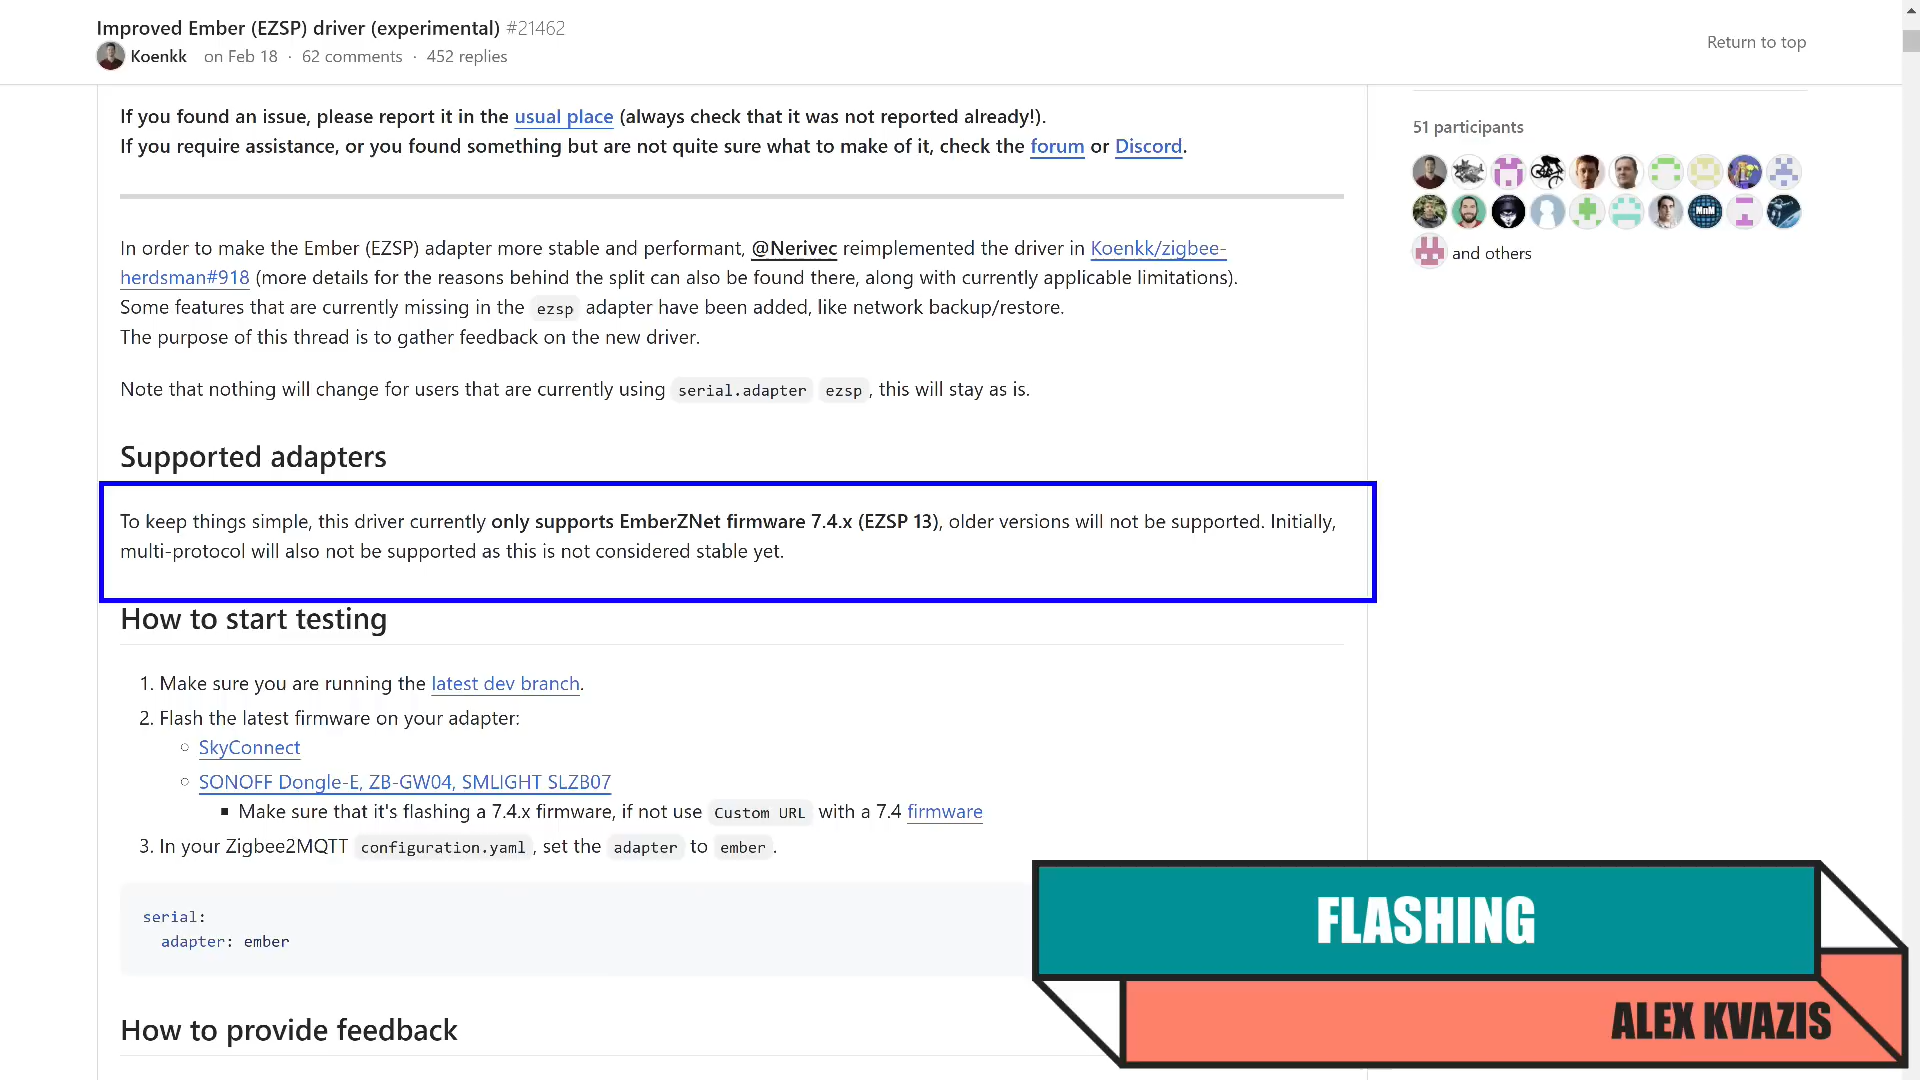 Improved Ember (EZSP) driver (experimental) #21462
Koenkk on Feb 18 · 62 comments · 452 replies
Return to top
If you found an issue, please report it in the usual place (always check that it was not reported already!).
If you require assistance, or you found something but are not quite sure what to make of it, check the forum or Discord.
51 participants
MnM
and others
In order to make the Ember (EZSP) adapter more stable and performant, @Nerivec reimplemented the driver in Koenkk/zigbee-
herdsman#918 (more details for the reasons behind the split can also be found there, along with currently applicable limitations).
Some features that are currently missing in the ezsp adapter have been added, like network backup/restore.
The purpose of this thread is to gather feedback on the new driver.
Note that nothing will change for users that are currently using serial.adapter ezsp, this will stay as is.
Supported adapters
To keep things simple, this driver currently only supports EmberZNet firmware 7.4.x (EZSP 13), older versions will not be supported. Initially,
multi-protocol will also not be supported as this is not considered stable yet.
How to start testing
1. Make sure you are running the latest dev branch.
2. Flash the latest firmware on your adapter:
SkyConnect
SONOFF Dongle-E, ZB-GW04, SMLIGHT SLZB07
Make sure that it's flashing a 7.4.x firmware, if not use Custom URL with a 7.4 firmware
3. In your Zigbee2MQTT configuration.yaml, set the adapter to ember.
serial:
adapter: ember
How to provide feedback
FLASHING
ALEX KVAZIS